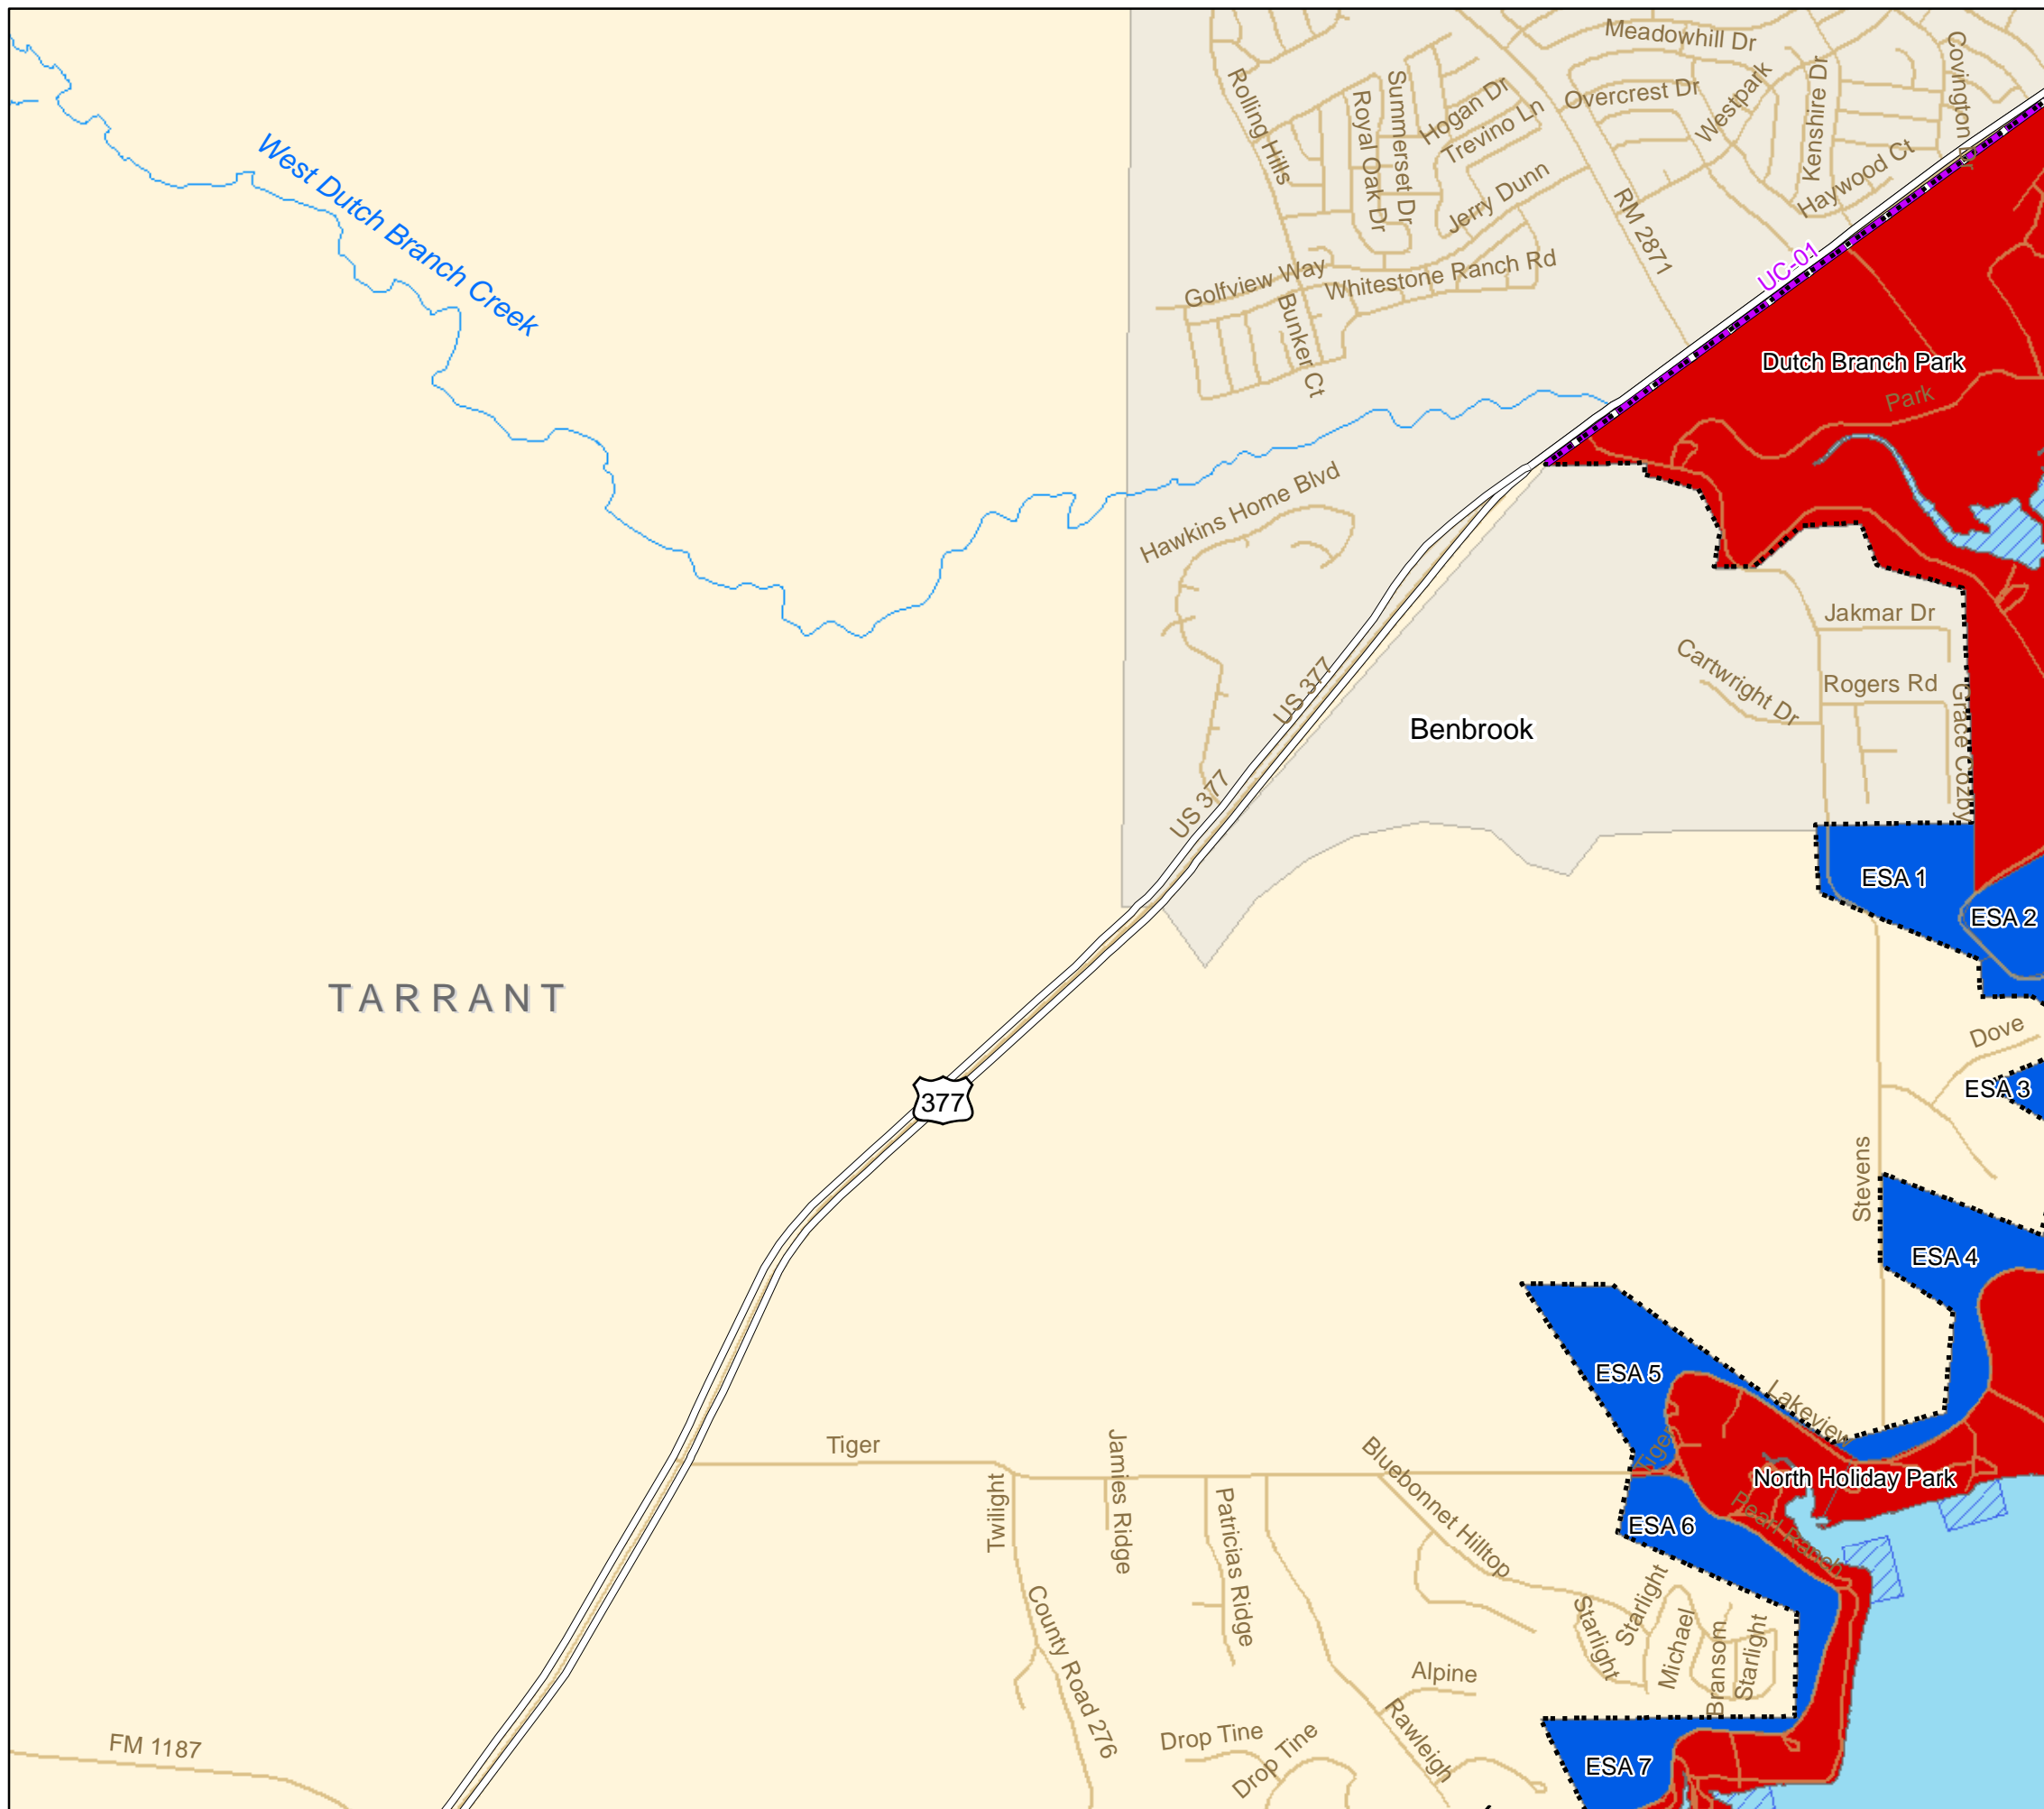 Meadowhill Dr
Covington
Rolling Hills
Royal Oak Dr
Summerset Dr
Hogan Dr
Trevino Ln
Overcrest Dr
Westpark
Kenshire Dr
Haywood Ct
Jerry Dunn
RM 2871
West Dutch Branch Creek
UC-01
Golfview Way
Whitestone Ranch Rd
Bunker Ct
Dutch Branch Park
Park
Hawkins Home Blvd
Jakmar Dr
Cartwright Dr
Rogers Rd
Grace Cozby
US 377
Benbrook
US 377
ESA 1
ESA 2
TARRANT
Dove
377
ESA 3
Stevens
ESA 4
ESA 5
Lakeview
Tiger
Tiger
Jamies Ridge
Bluebonnet Hilltop
North Holiday Park
Twilight
Patricias Ridge
Pearl Ranch
ESA 6
County Road 276
Starlight
Starlight
Michael
Bransom
Starlight
Alpine
Rawleigh
FM 1187
Drop Tine
Drop Tine
ESA 7